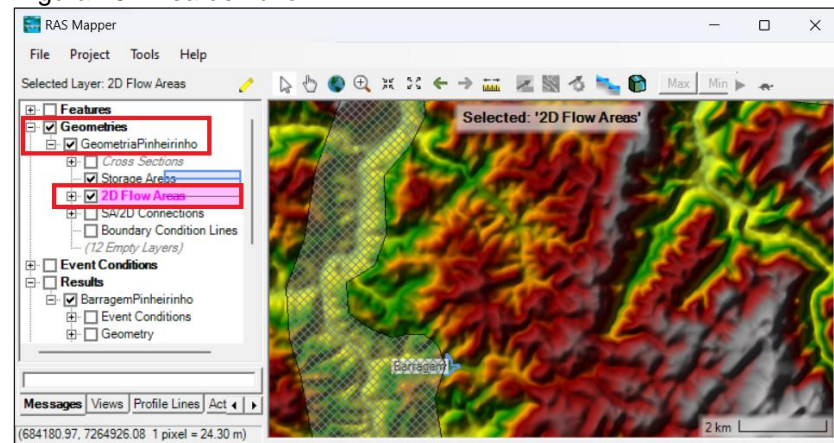 RAS Mapper
File Project Tools Help
Selected Layer: 2D Flow Areas
Max Min
Features
Geometries
GeometriaPinheirinho
Cross Sections
Storage Areas
2D Flow Areas
SA/2D Connections
Boundary Condition Lines
(12 Empty Layers)
Event Conditions
Results
BarragemPinheirinho
Event Conditions
Geometry
Messages Views Profile Lines Act
(684180.97, 7264926.08 1 pixel = 24.30 m)
Selected: '2D Flow Areas'
Barragem
2 km